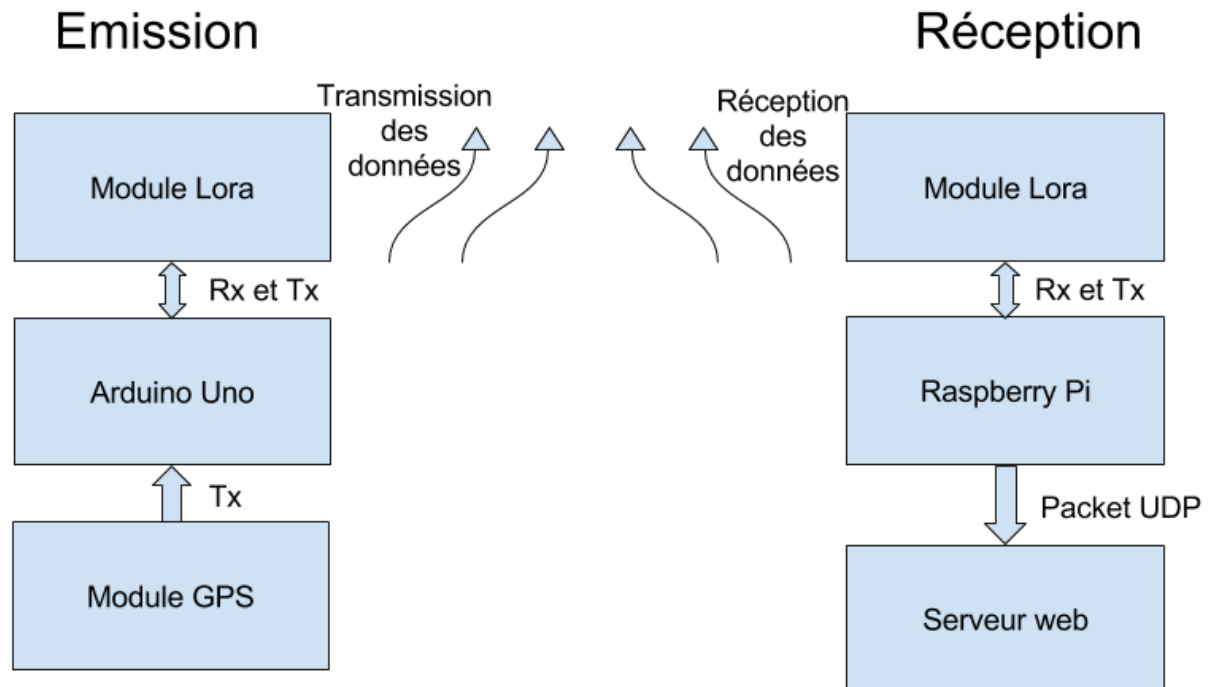 Emission
Réception
Transmission
des
données
Réception
des
données
Module Lora
Module Lora
Rx et Tx
Rx et Tx
Arduino Uno
Raspberry Pi
Tx
Packet UDP
Module GPS
Serveur web